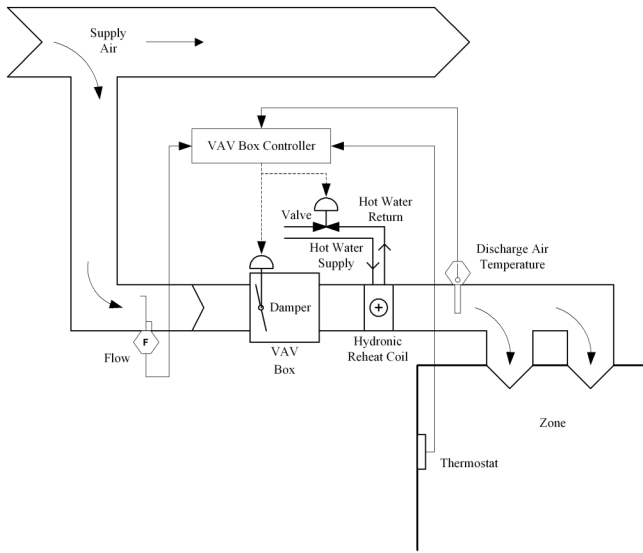 Supply
Air
VAV Box Controller
Hot Water
Return
Valve
Hot Water
Supply
Discharge Air
Temperature
Damper
F
Flow
VAV
Box
Hydronic
Reheat Coil
Zone
Thermostat